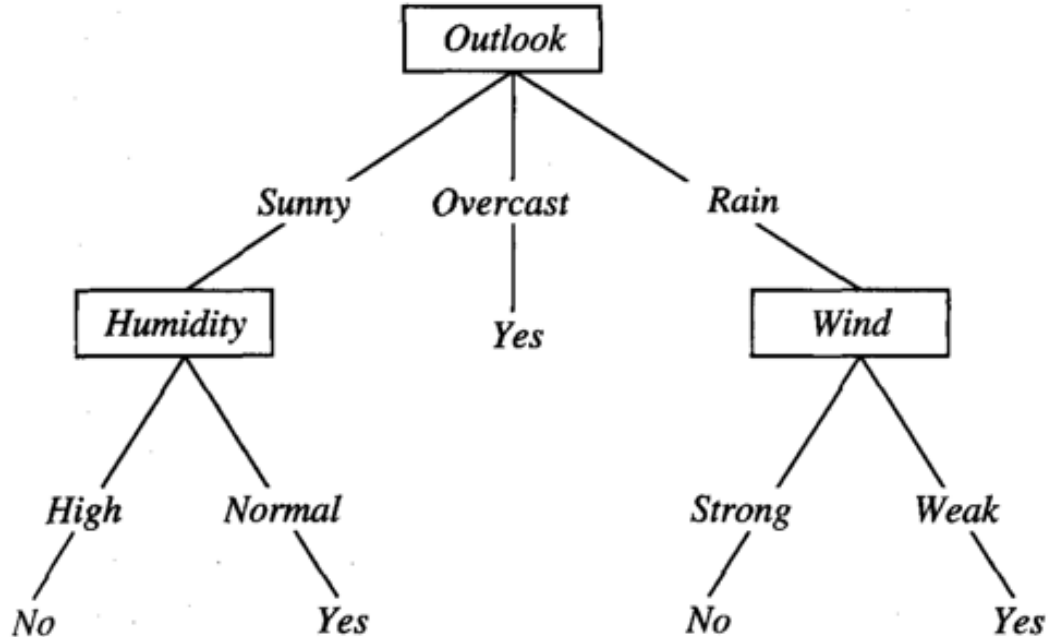 Outlook
Sunny Overcast Rain
Humidity Yes Wind
High Normal Strong Weak
No Yes No Yes